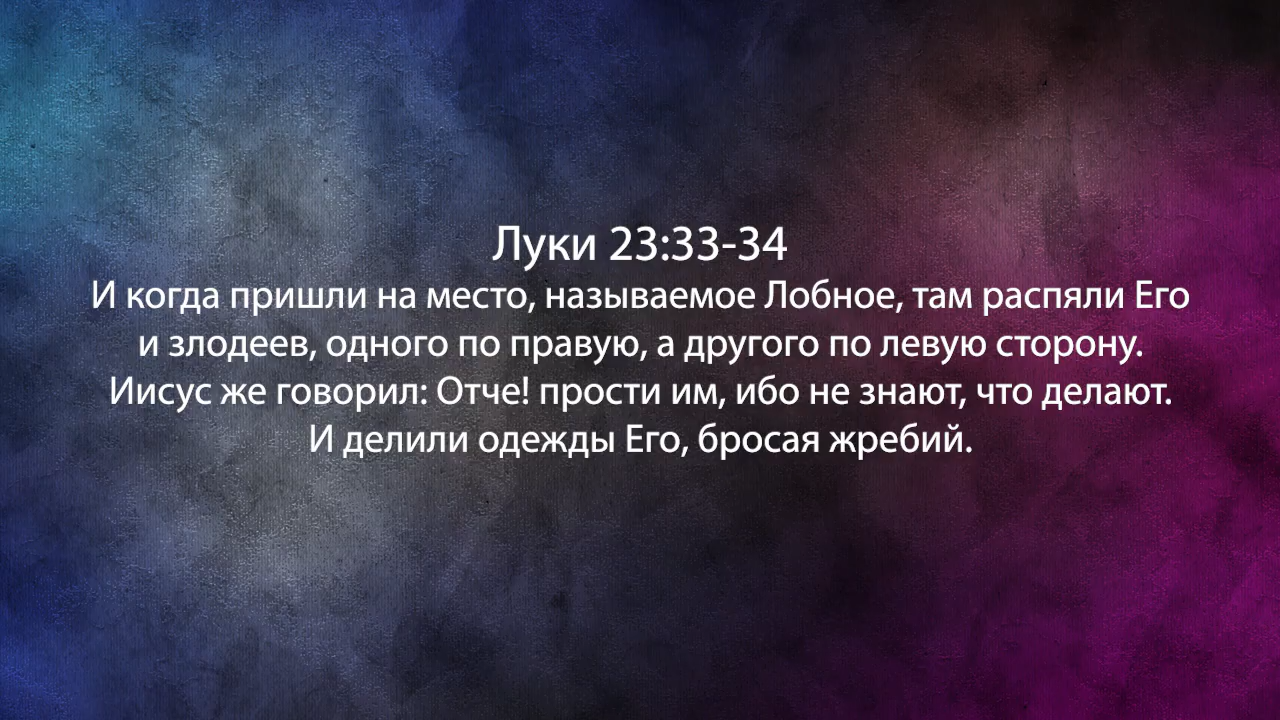 Луки 23:33-34
И когда пришли на место, называемое Лобное, там распяли Его
и злодеев, одного по правую, а другого по левую сторону.
Иисус же говорил: Отче! прости им, ибо не знают, что делают.
И делили одежды Его, бросая жребий.